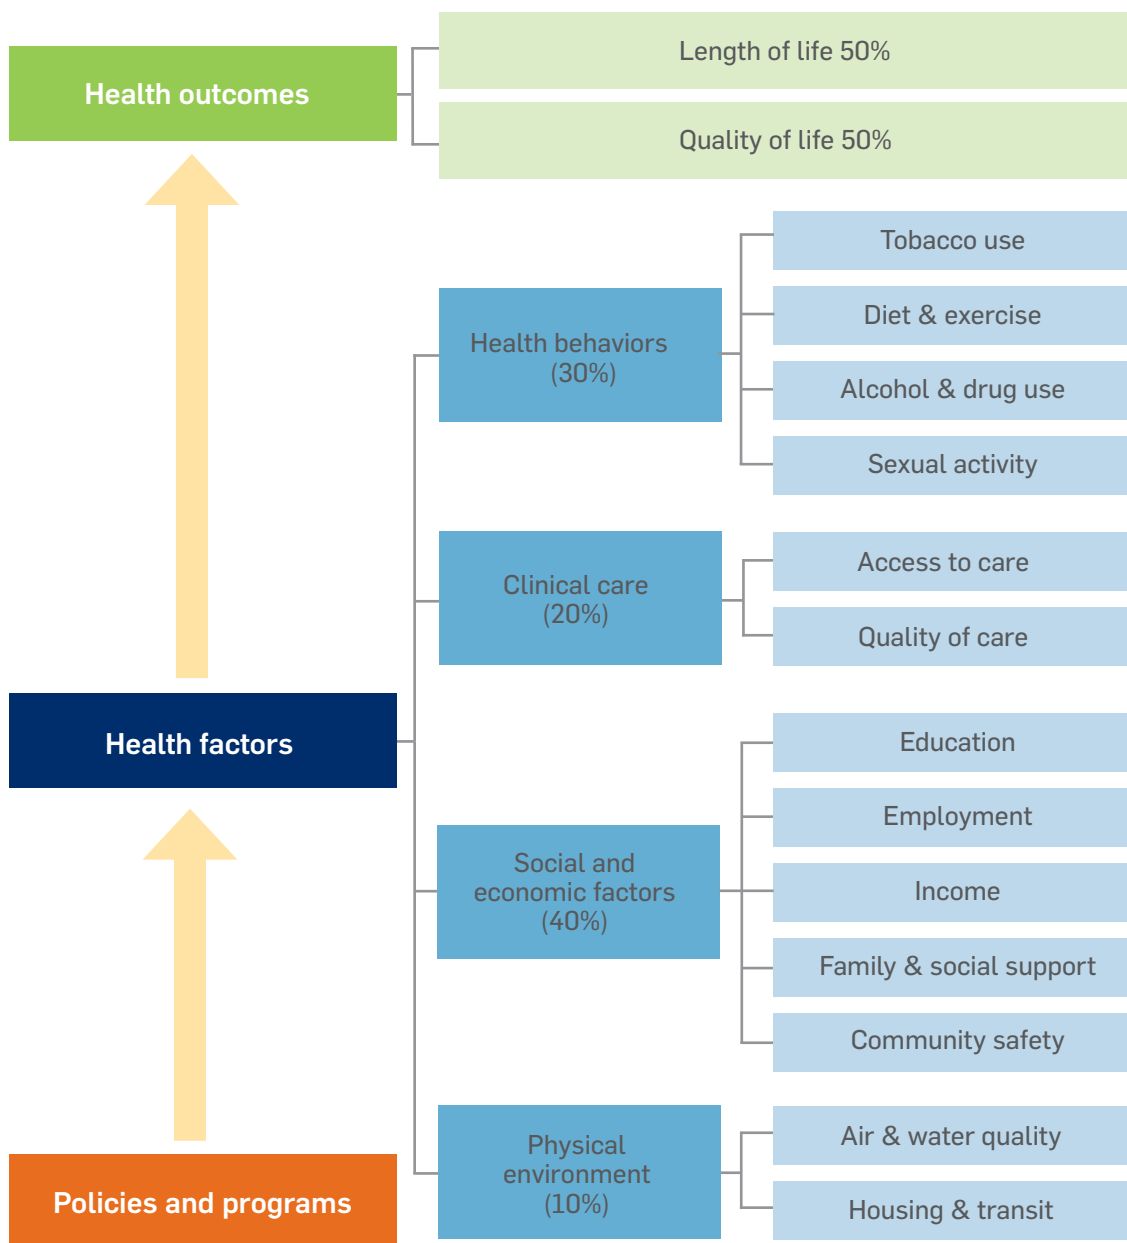 Health outcomes
Length of life 50%
Quality of life 50%
Health factors
Health behaviors
(30%)
Tobacco use
Diet & exercise
Alcohol & drug use
Sexual activity
Clinical care
(20%)
Access to care
Quality of care
Social and
economic factors
(40%)
Education
Employment
Income
Family & social support
Community safety
Physical
environment
(10%)
Air & water quality
Housing & transit
Policies and programs